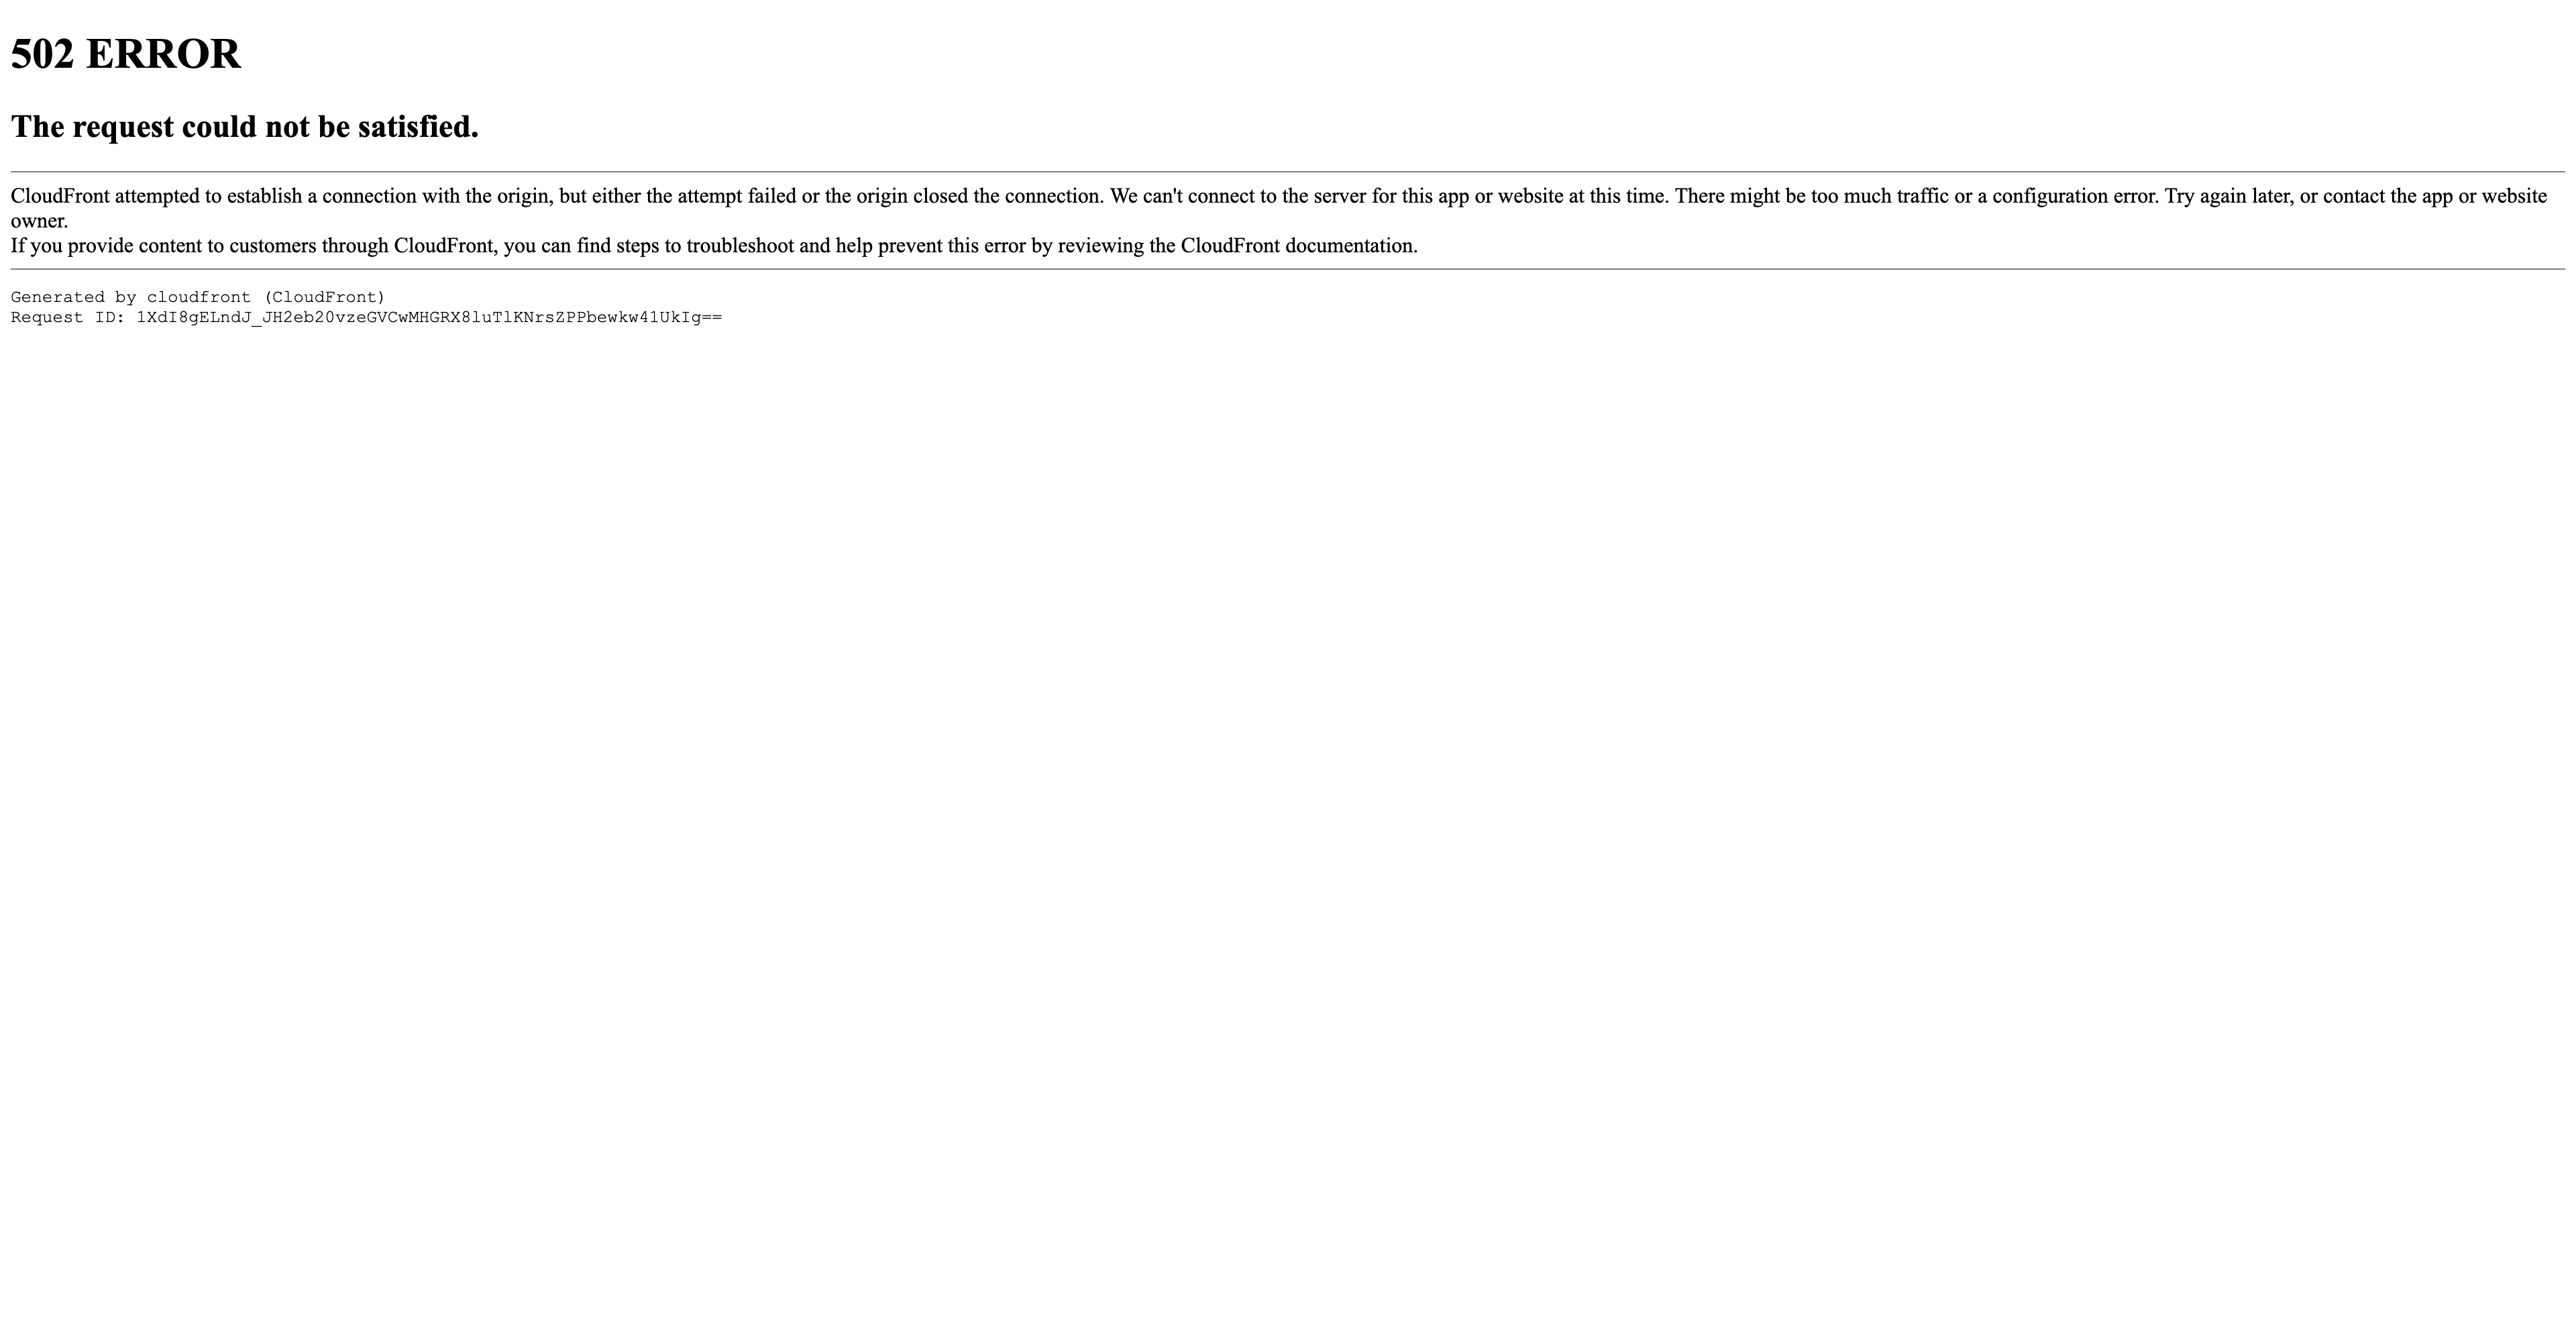 502 ERROR
The request could not be satisfied.
CloudFront attempted to establish a connection with the origin, but either the attempt failed or the origin closed the connection. We can't connect to the server for this app or website at this time. There might be too much traffic or a configuration error. Try again later, or contact the app or website
owner.
If you provide content to customers through CloudFront, you can find steps to troubleshoot and help prevent this error by reviewing the CloudFront documentation.
Generated by cloudfront (CloudFront)
Request ID: 1XdI8gELndJ_JH2eb20vzeGVCwMHGRX8luTlKNrsZPPbewkw41UkIg==